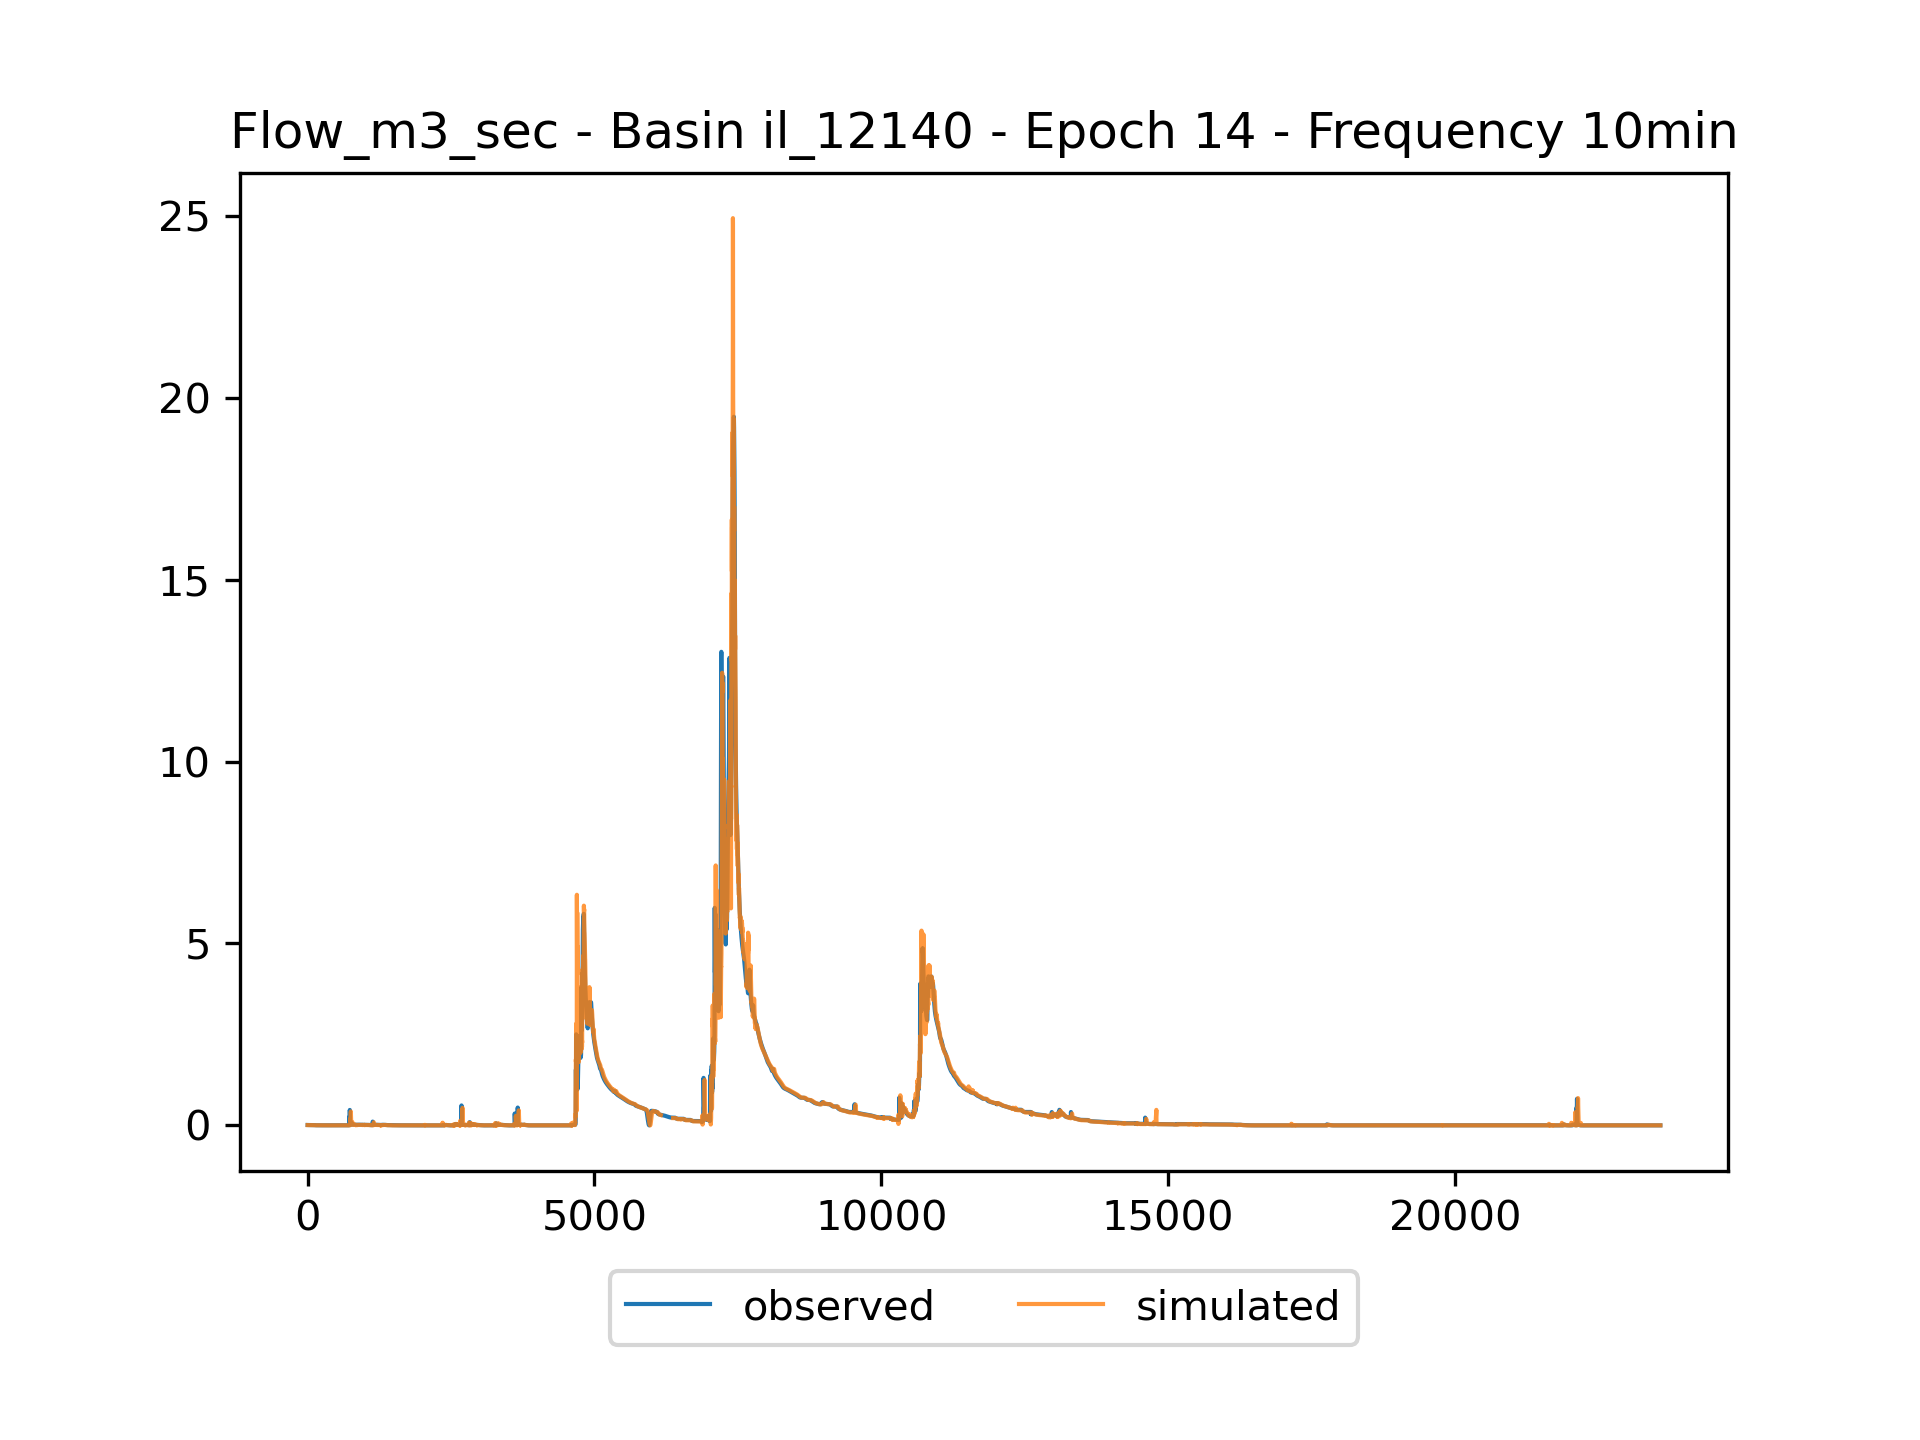 Flow_m3_sec - Basin il_12140 - Epoch 14 - Frequency 10min
25
20
15
10
5
0
0 5000 10000 15000 20000
observed simulated